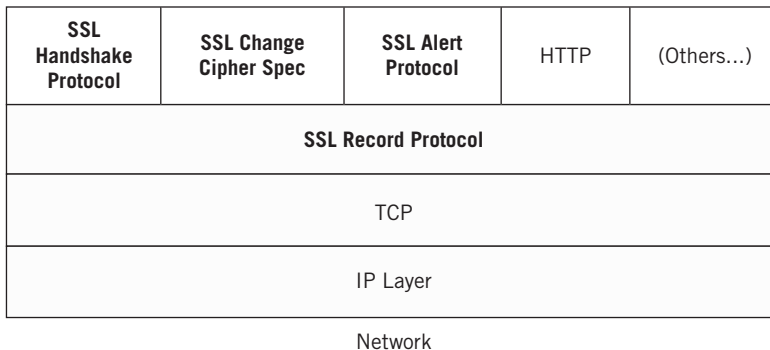 SSL
Handshake
Protocol
SSL Change
Cipher Spec
SSL Alert
Protocol
HTTP
(Others...)
SSL Record Protocol
TCP
IP Layer
Network